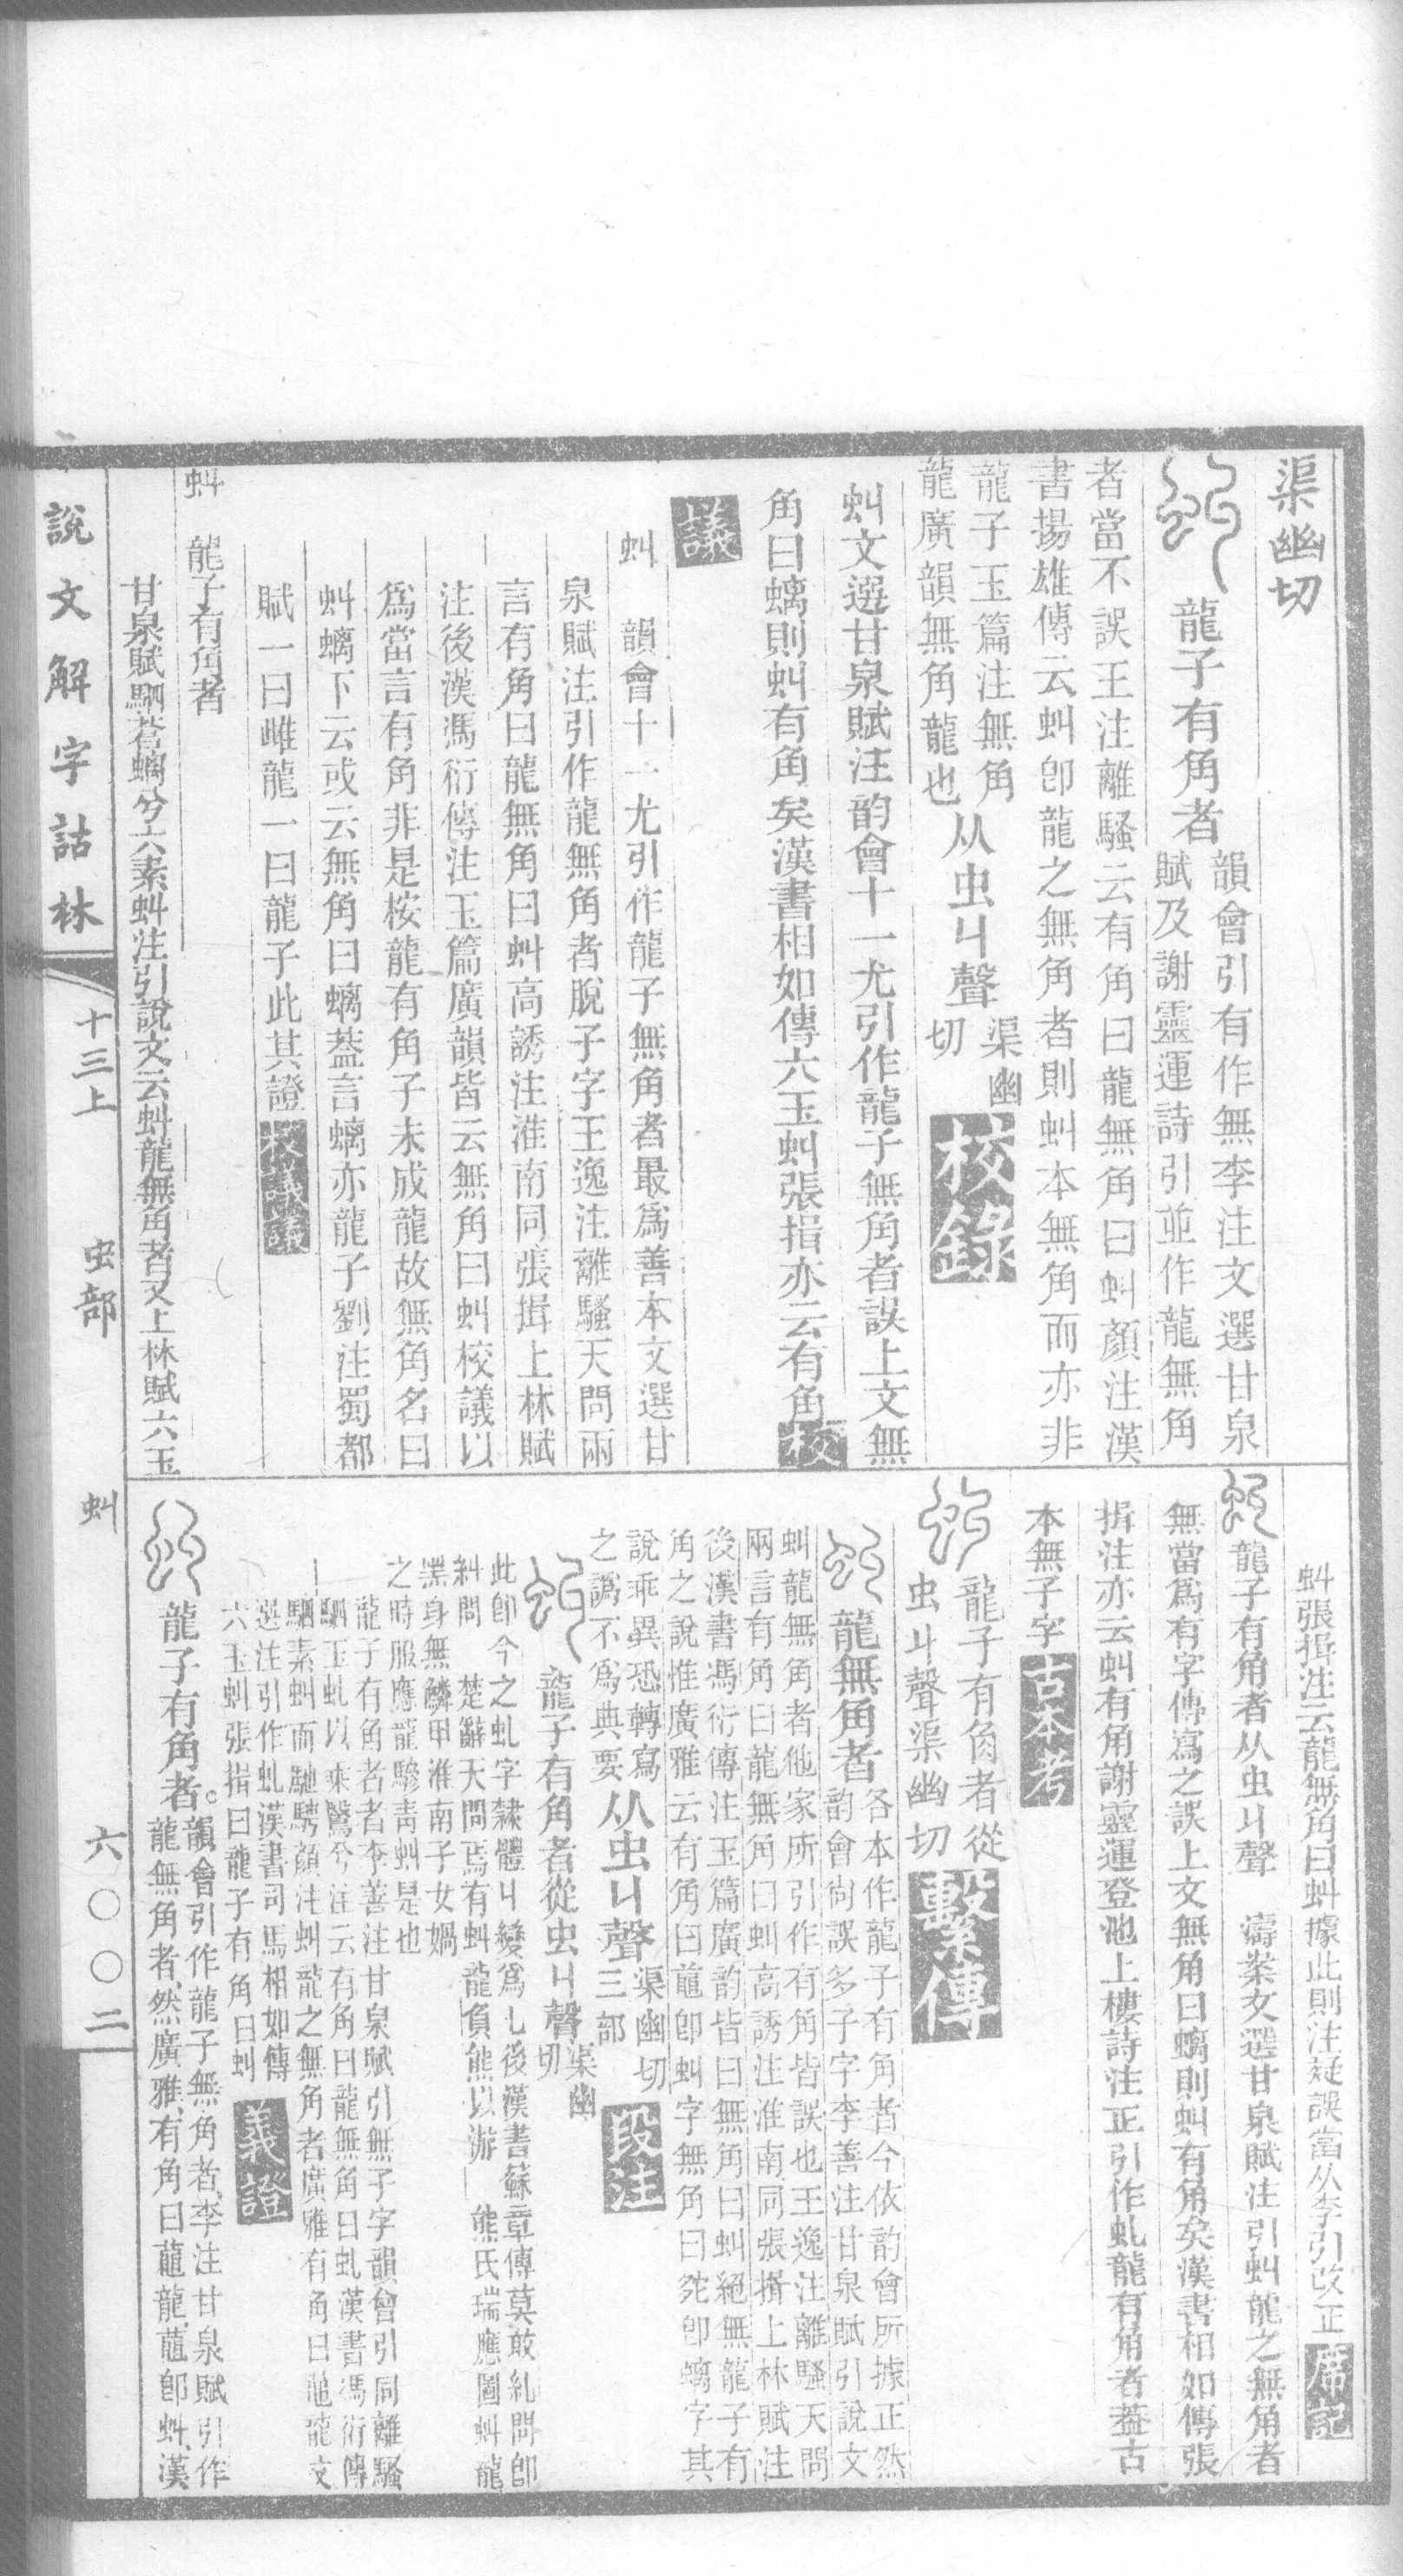 渠幽切
龍子有角者
韻會引有作無李注文選甘泉
賦及謝靈運詩引並作龍無角
者當不誤王注離騷云有角曰龍無角曰虯顏注漢
書揚雄傳云虯卽龍之無角者則虯本無角而亦非
龍子玉篇注無角
龍廣韻無角龍也
从虫丩聲
渠幽
切
校錄
虯文選甘泉賦注韵會十一尤引作龍子無角者誤上文無
角曰螭則虯有角矣漢書相如傳六玉虯張揖亦云有角校
議
虯 韻會十一尤引作龍子無角者最爲善本文選甘
泉賦注引作龍無角者脫子字王逸注離騷天問兩
言有角曰龍無角曰虯高誘注淮南同張揖上林賦
注後漢馮衍傳注玉篇廣韻皆云無角曰虯校議以
爲當言有角非是桉龍有角子未成龍故無角名曰
虯螭下云或云無角曰螭葢言螭亦龍子劉注蜀都
賦一曰雌龍一曰龍子此其證校議議
虯 龍子有角者
甘泉賦駟蒼螭兮六素虯注引說文云虯龍無角者又上林賦六玉
虯張揖注云龍無角曰虯據此則注疑誤當从李引改正席記
龍子有角者从虫丩聲 濤案文選甘泉賦注引虯龍之無角者
無當爲有字傳寫之誤上文無角曰螭則虯有角矣漢書相如傳張
揖注亦云虯有角謝靈運登池上樓詩注正引作虬龍有角者葢古
本無子字古本考
龍子有角者從
虫丩聲渠幽切
繫傳
龍無角者
各本作龍子有角者今依韵會所據正然
韵會尙誤多子字李善注甘泉賦引說文
虯龍無角者他家所引作有角皆誤也王逸注離騷天問
兩言有角曰龍無角曰虯高誘注淮南同張揖上林賦注
後漢書馮衍傳注玉篇廣韵皆曰無角曰虯絕無龍子有
角之說惟廣雅云有角曰龍卽虯字無角曰㹠卽螭字其
說乖異恐轉寫
之譌不爲典要
从虫丩聲
渠幽切
三部
段注
龍子有角者從虫丩聲
渠幽
切
此卽今之虬字隸體丩變爲乚後漢書蘇章傳莫敢糺問卽
糾問 楚辭天問焉有虯龍負熊以游 熊氏瑞應圖虯龍
黑身無鱗甲淮南子女媧
之時服應龍驂靑虯是也
龍子有角者者李善注甘泉賦引無子字韻會引同離騷
駟玉虬以乘鷖兮注云有角曰龍無角曰虬漢書馮衍傳
駟素虯而馳騁顏注虯龍之無角者廣雅有角曰龍龍文
選注引作虬漢書司馬相如傳
六玉虯張揖曰龍子有角曰虯
義證
龍子有角者。
韻會引作龍子無角者、李注甘泉賦引作
龍無角者、然廣雅、有角曰龍、卽虯、漢
說文解字詁林 十三上 虫部 虯 六〇〇二